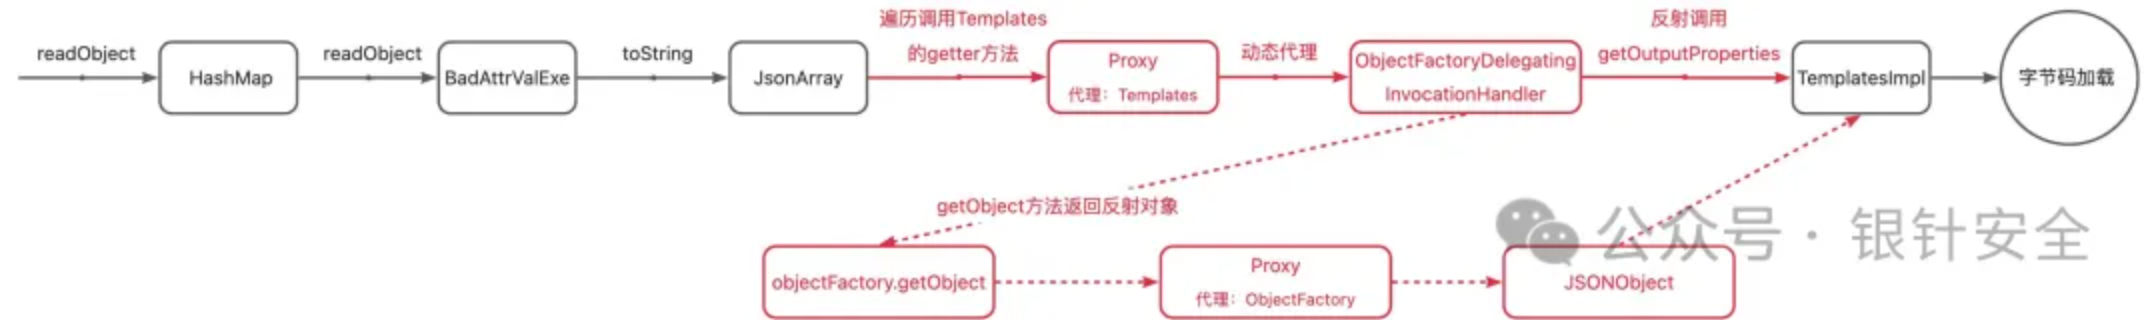 readObject
HashMap
readObject
BadAttrValExe
toString
JsonArray
遍历调用Templates
的getter方法
Proxy
代理：Templates
动态代理
ObjectFactoryDelegating
InvocationHandler
反射调用
getOutputProperties
TemplatesImpl
字节码加载
getObject方法返回反射对象
objectFactory.getObject
Proxy
代理：ObjectFactory
JSONObject
公众号 · 银针安全